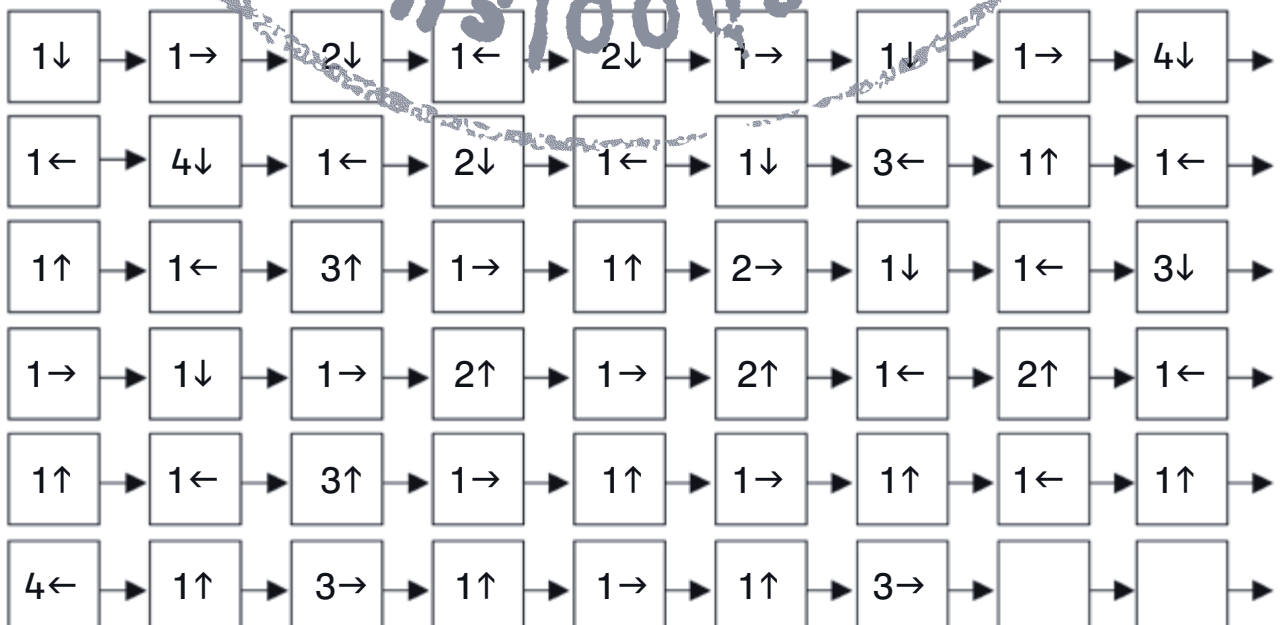 1↓ 1→ 2↓ 1← 2↓ 1→ 1↓ 1→ 4↓
1← 4↓ 1← 2↓ 1← 1↓ 3← 1↑ 1←
1↑ 1← 3↑ 1→ 1↑ 2→ 1↓ 1← 3↓
1→ 1↓ 1→ 2↑ 1→ 2↑ 1← 2↑ 1←
1↑ 1← 3↑ 1→ 1↑ 1→ 1↑ 1← 1↑
4← 1↑ 3→ 1↑ 1→ 1↑ 3→